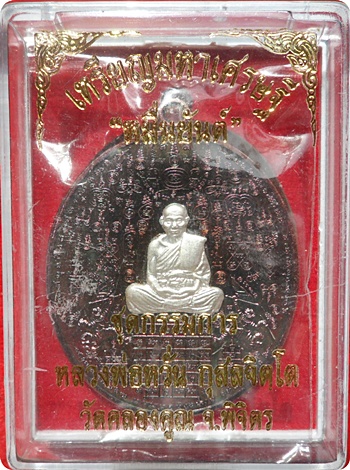 เหรียญมหาเศรษฐี
"หมื่นยันต์"
ชุดกรรมการ
หลวงพ่อหวั่น กุสลจิตโต
วัดคลองคูณ จ.พิจิตร